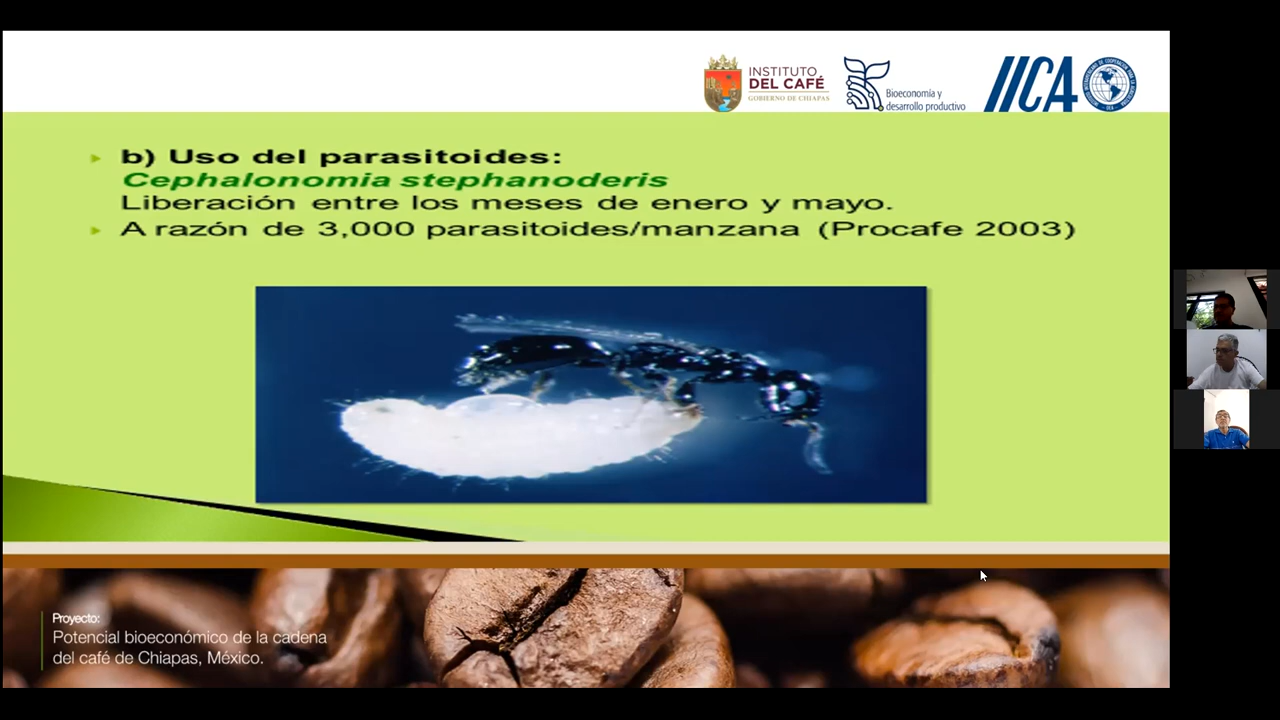 INSTITUTO
DEL CAFÉ
GOBIERNO DE CHIAPAS
Bioeconomía y
desarrollo productivo
IICA
b) Uso del parasitoides:
Cephalonomia stephanoderis
Liberación entre los meses de enero y mayo.
A razón de 3,000 parasitoides/manzana (Procafe 2003)
Proyecto:
Potencial bioeconómico de la cadena
del café de Chiapas, México.